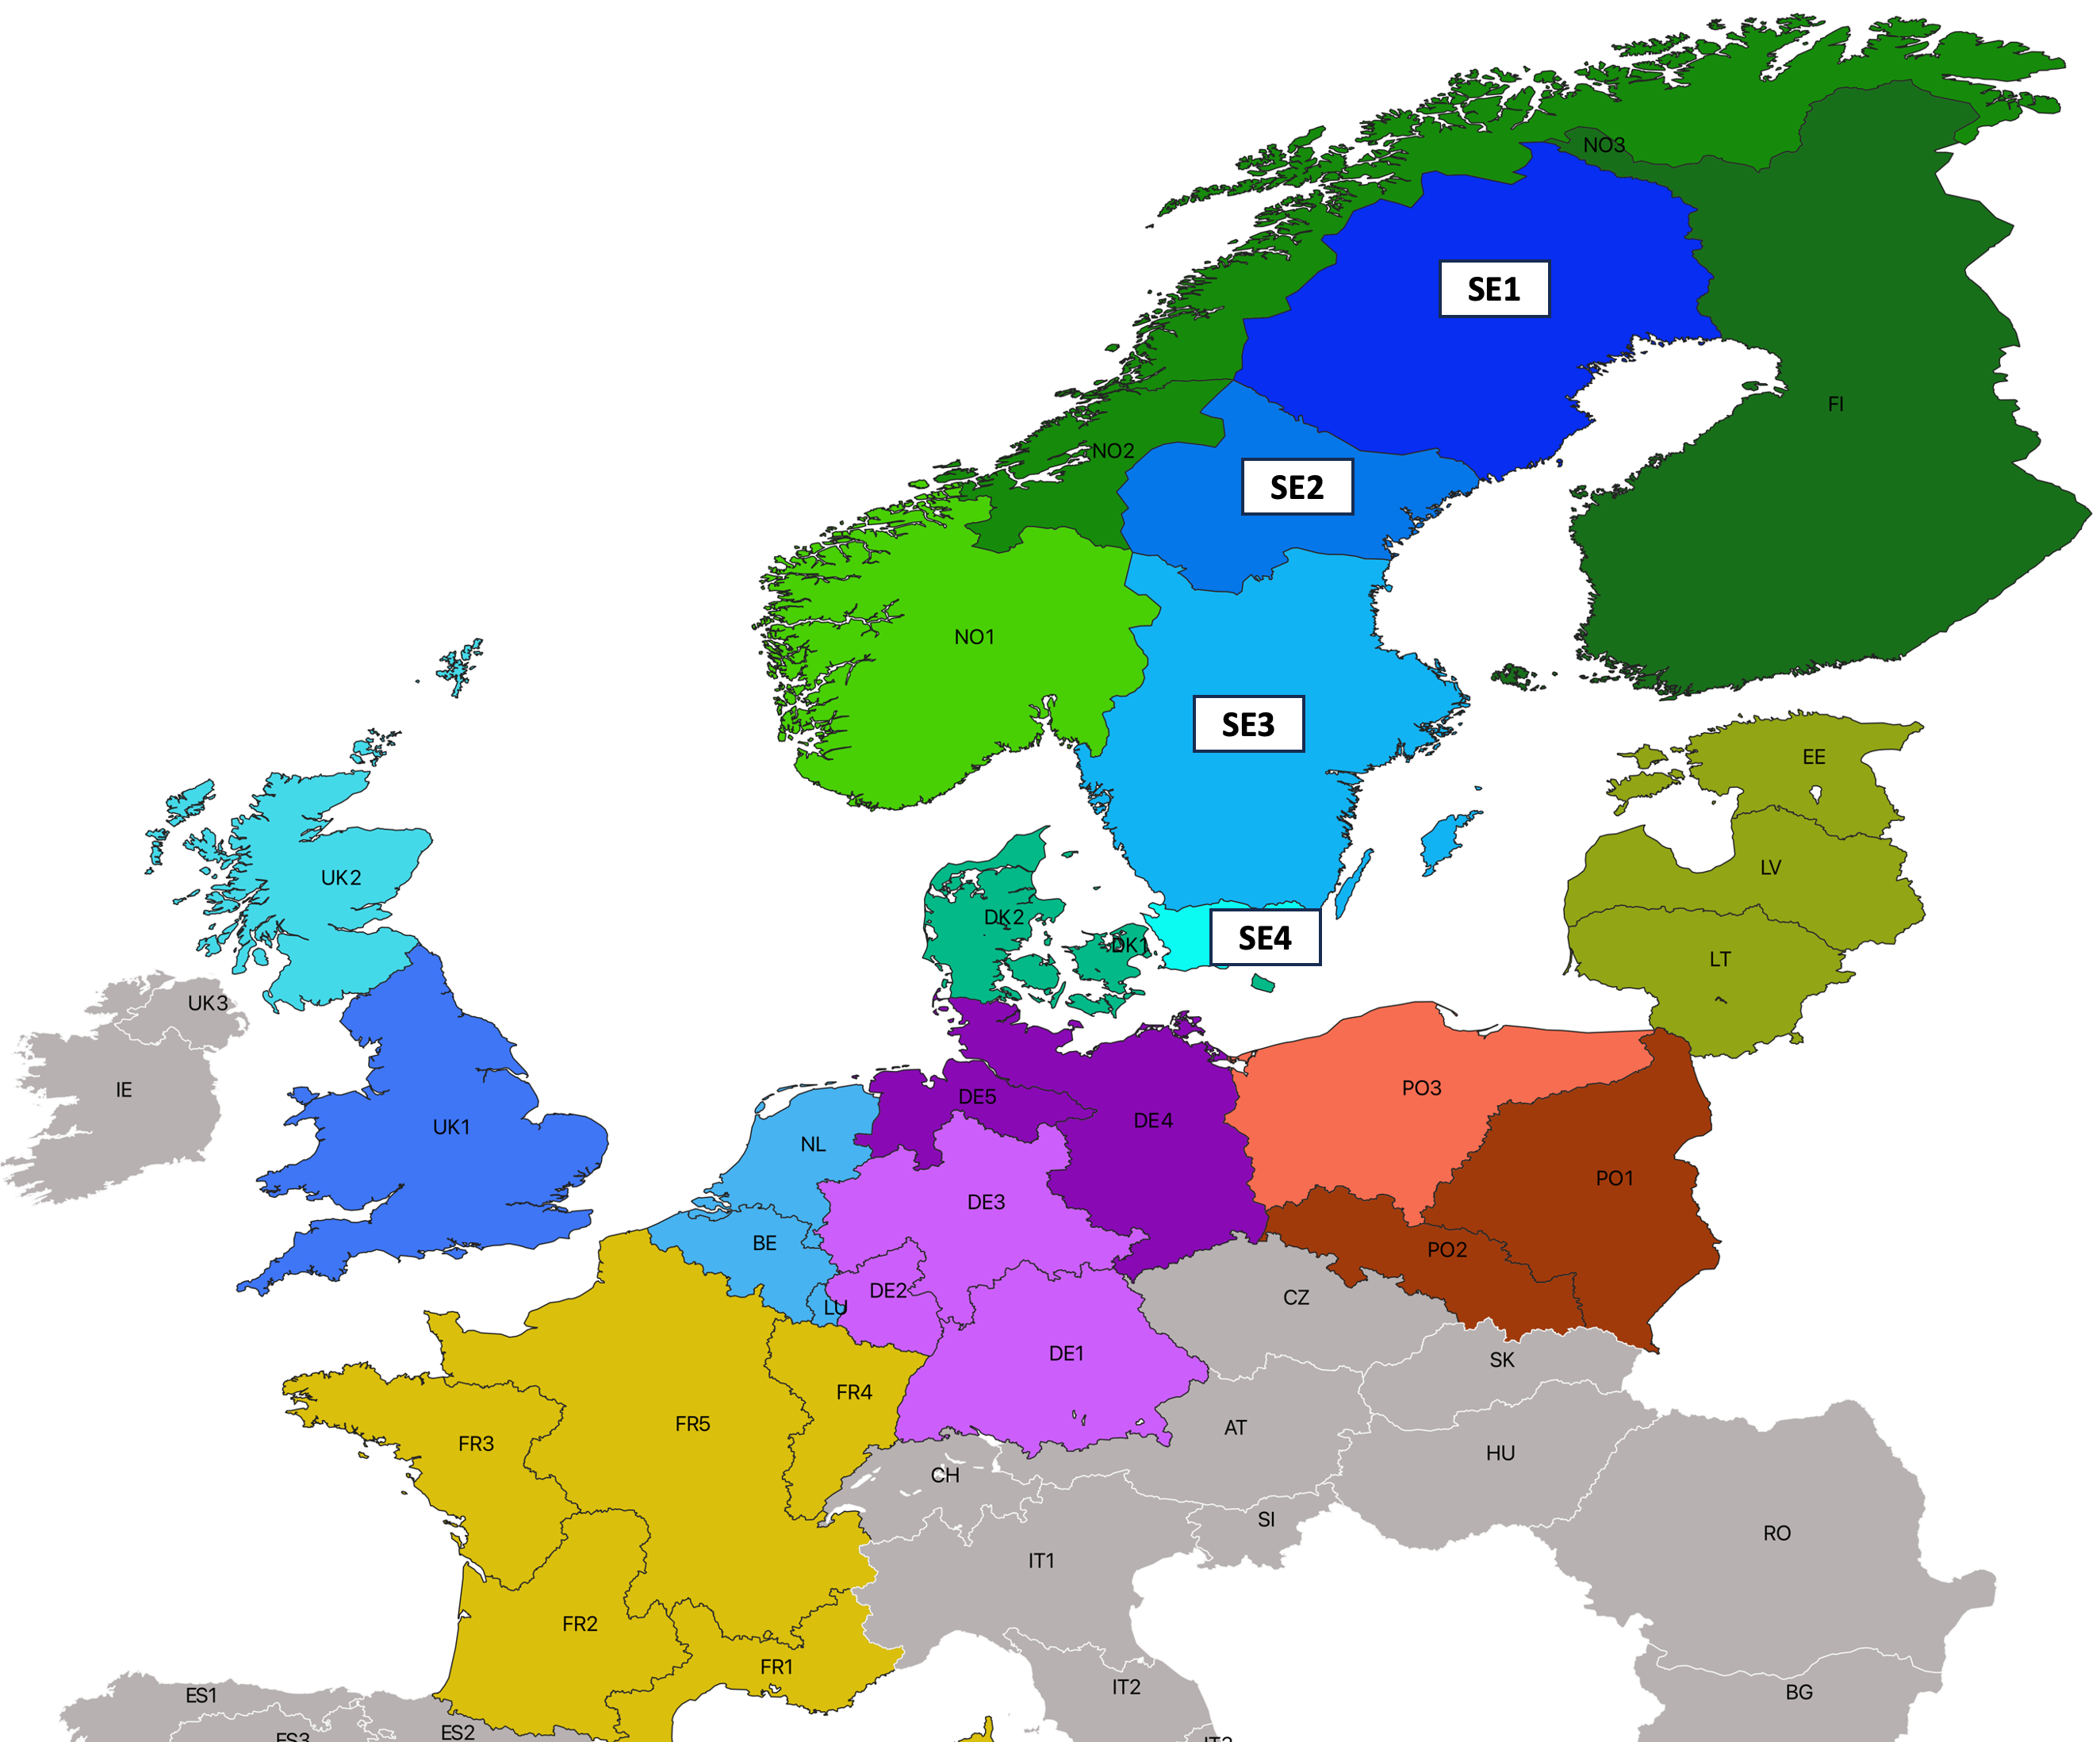 NO3
SE1
FI
NO2
SE2
NO1
SE3
EE
LV
UK2
DK2
DK1
SE4
LT
UK3
IE
UK1
NL
DE5
DE4
PO3
PO1
DE3
BE
PO2
DE2
LU
CZ
DE1
SK
FR4
FR5
AT
FR3
HU
CH
SI
RO
IT1
FR2
FR1
IT2
ES1
BG
ES2
ES3
IT3